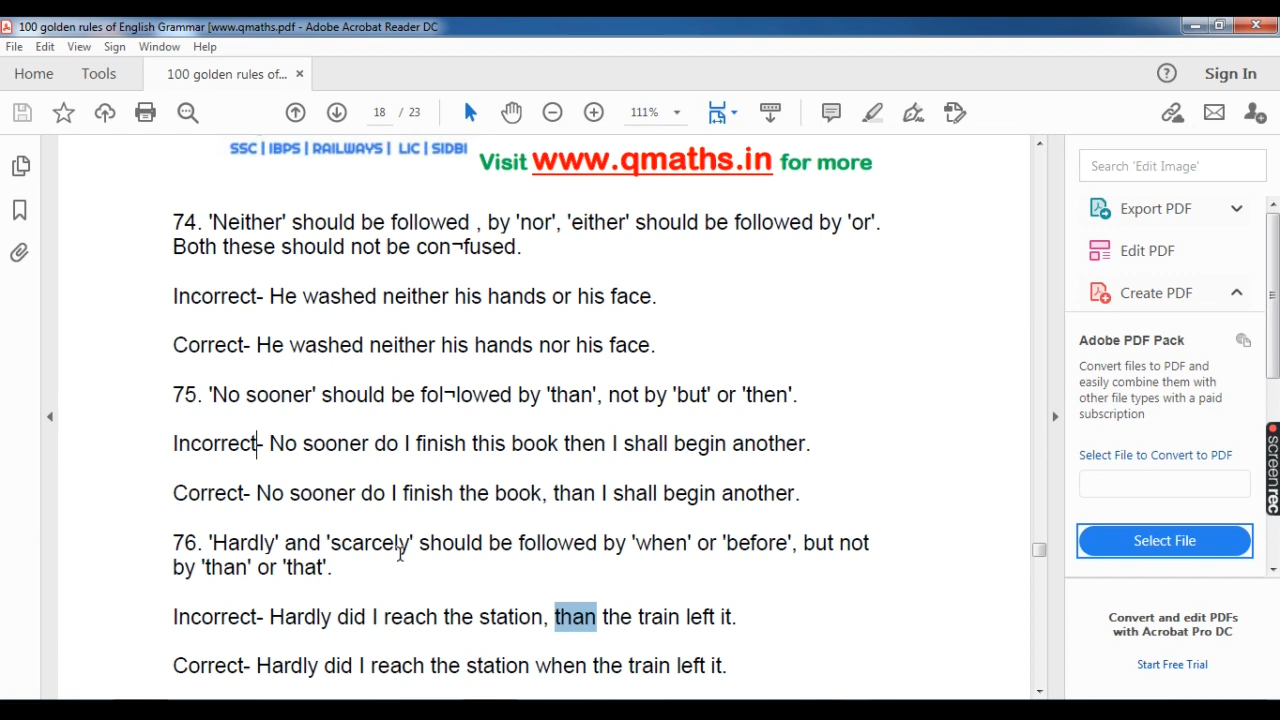 100 golden rules of English Grammar [www.qmaths.pdf - Adobe Acrobat Reader DC
File Edit View Sign Window Help
Home Tools 100 golden rules of... × Sign In
18 / 23 111%
SSC | IBPS | RAILWAYS | LIC | SIDBI
Visit www.qmaths.in for more
74. 'Neither' should be followed , by 'nor', 'either' should be followed by 'or'.
Both these should not be con¬fused.
Incorrect- He washed neither his hands or his face.
Correct- He washed neither his hands nor his face.
75. 'No sooner' should be fol¬lowed by 'than', not by 'but' or 'then'.
Incorrect- No sooner do I finish this book then I shall begin another.
Correct- No sooner do I finish the book, than I shall begin another.
76. 'Hardly' and 'scarcely' should be followed by 'when' or 'before', but not
by 'than' or 'that'.
Incorrect- Hardly did I reach the station, than the train left it.
Correct- Hardly did I reach the station when the train left it.
Search 'Edit Image'
Export PDF
Edit PDF
Create PDF
Adobe PDF Pack
Convert files to PDF and
easily combine them with
other file types with a paid
subscription
Select File to Convert to PDF
Select File
Convert and edit PDFs
with Acrobat Pro DC
Start Free Trial
screenrec